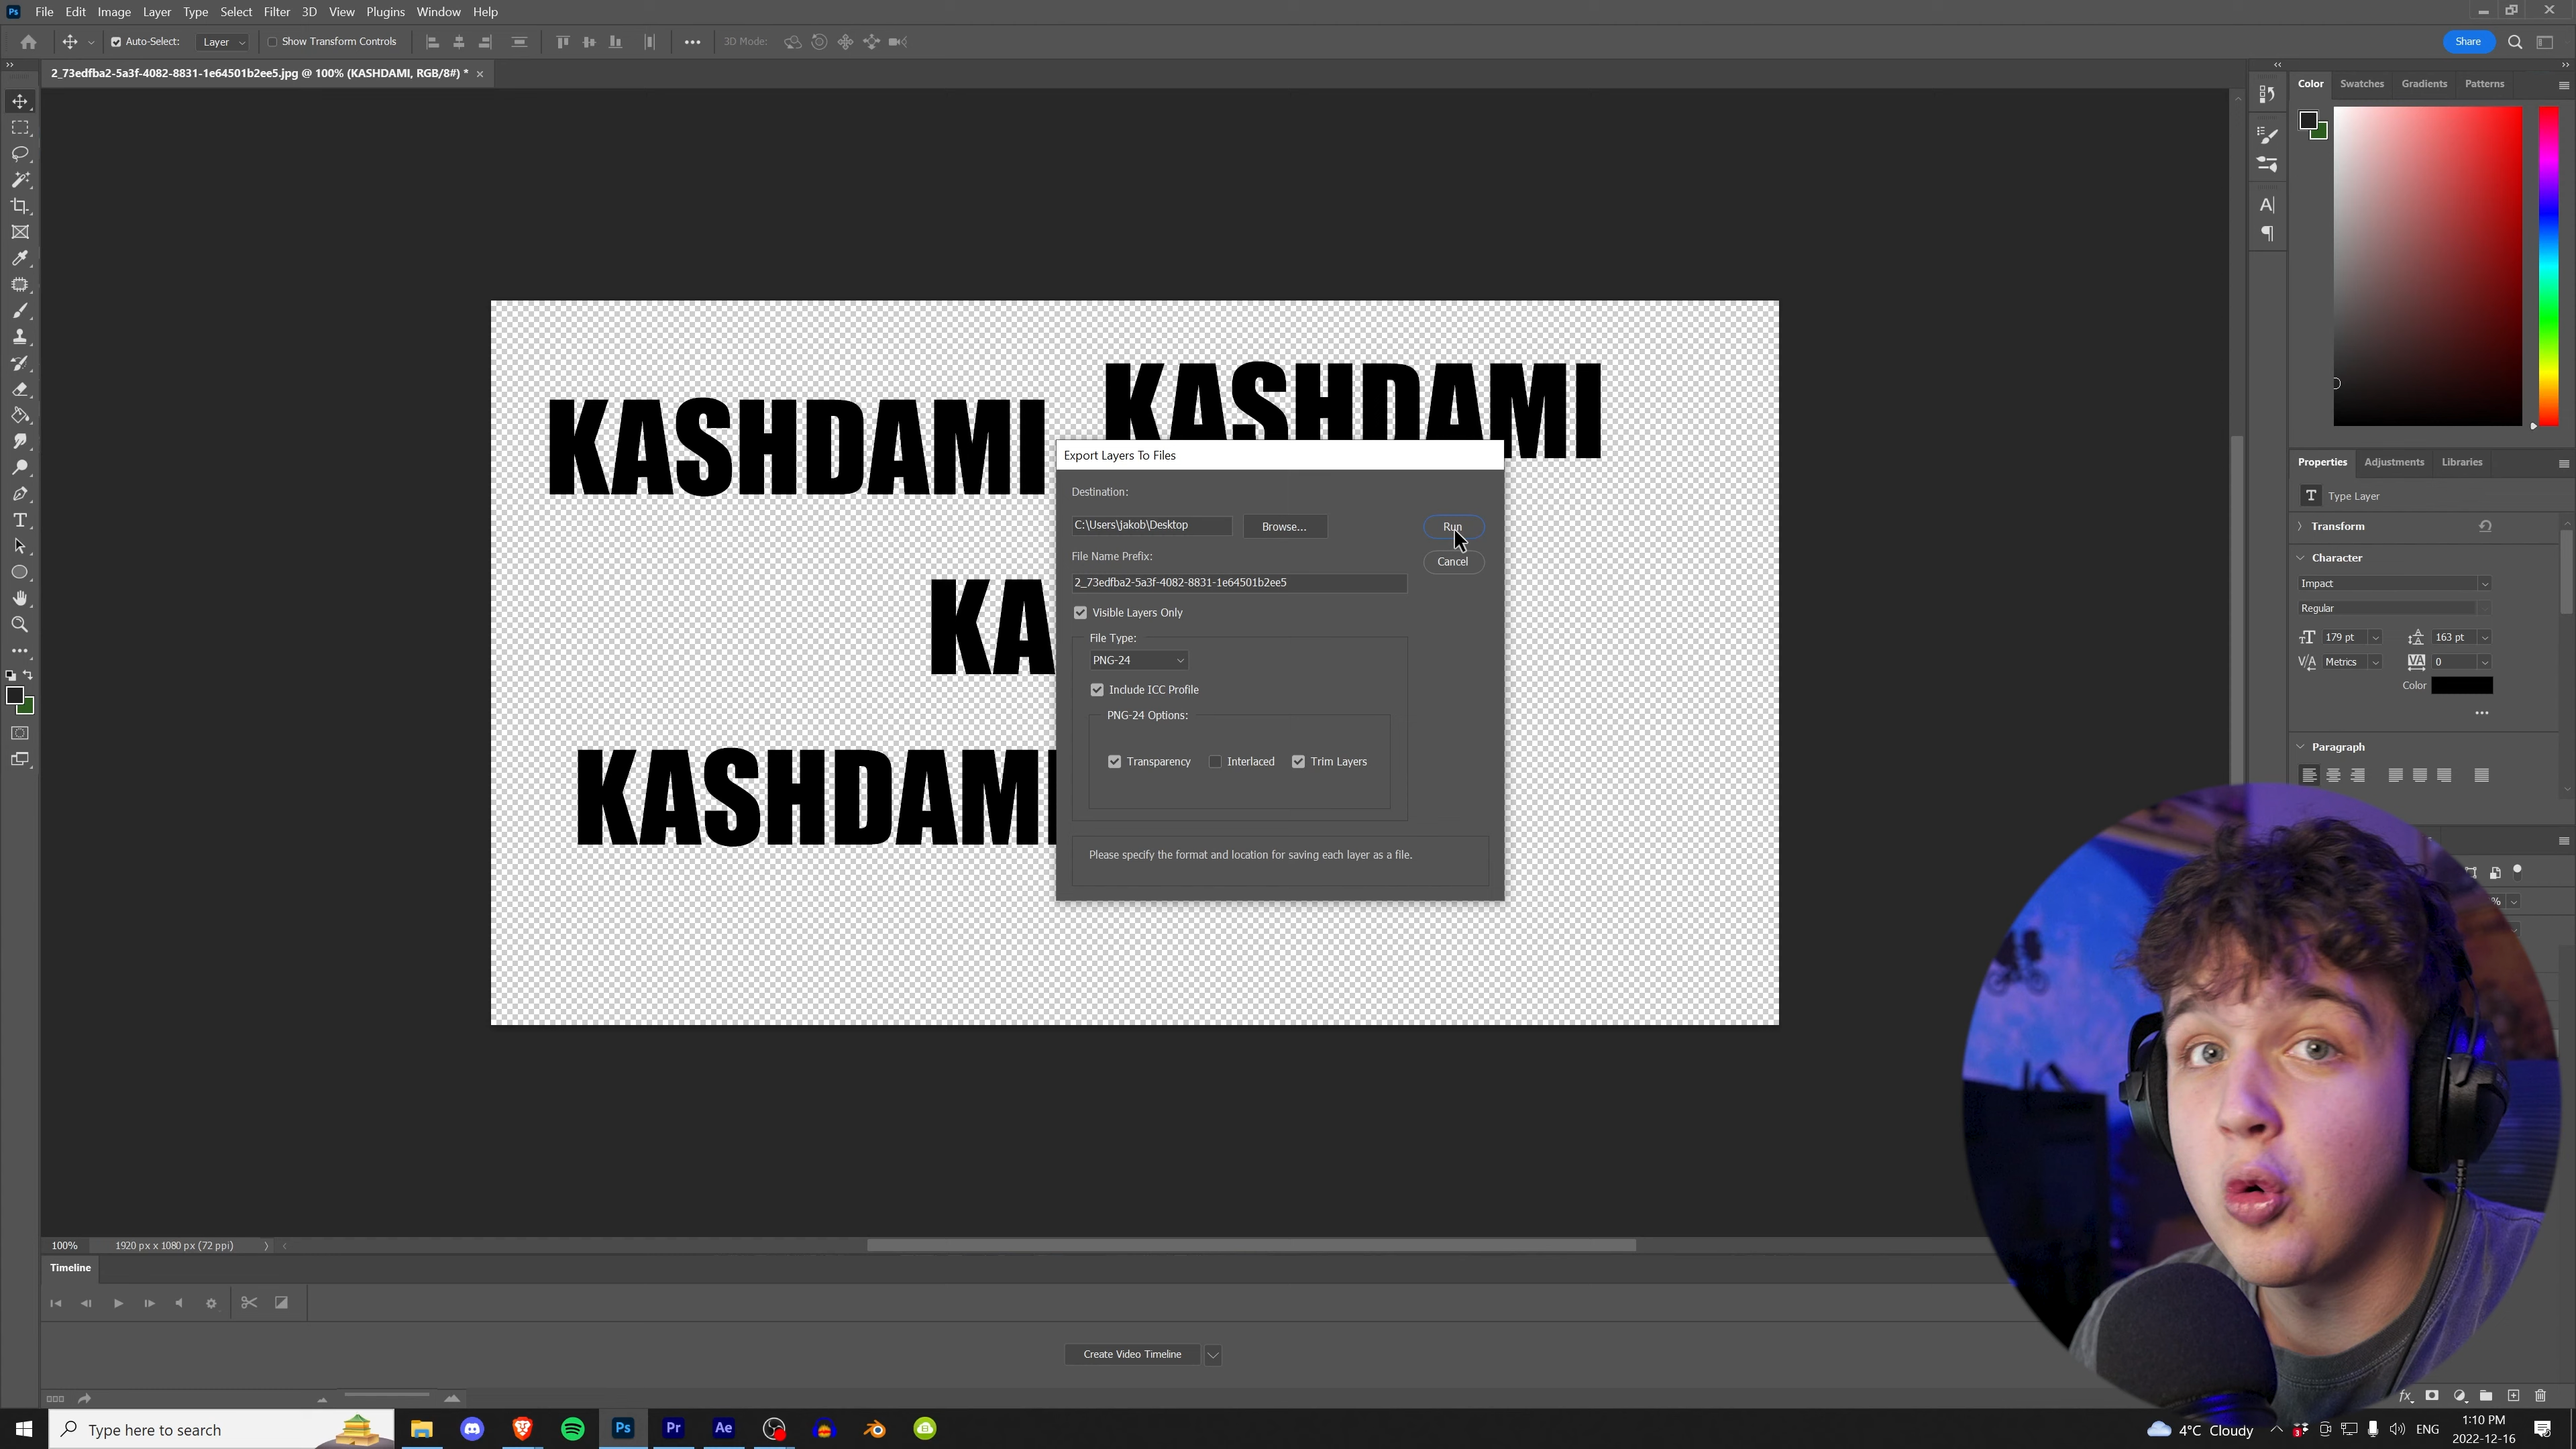 Ps File Edit Image Layer Type Select Filter 3D View Plugins Window Help
Auto-Select: Layer Show Transform Controls 3D Mode: Share
2_73edfba2-5a3f-4082-8831-1e64501b2ee5.jpg @ 100% (KASHDAMI, RGB/8#) *
Color Swatches Gradients Patterns
KASHDAMI
KASHDAMI
KA
KASHDAMI
Export Layers To Files
Destination:
C:\Users\jakob\Desktop Browse... Run
File Name Prefix: Cancel
2_73edfba2-5a3f-4082-8831-1e64501b2ee5
Visible Layers Only
File Type:
PNG-24
Include ICC Profile
PNG-24 Options:
Transparency Interlaced Trim Layers
Please specify the format and location for saving each layer as a file.
Properties Adjustments Libraries
T Type Layer
Transform
Character
Impact
Regular
179 pt 163 pt
Metrics 0
Color
Paragraph
%
100% 1920 px x 1080 px (72 ppi)
Timeline
Create Video Timeline
fx
Type here to search Ps Pr Ae 4°C Cloudy ENG
1:10 PM
2022-12-16